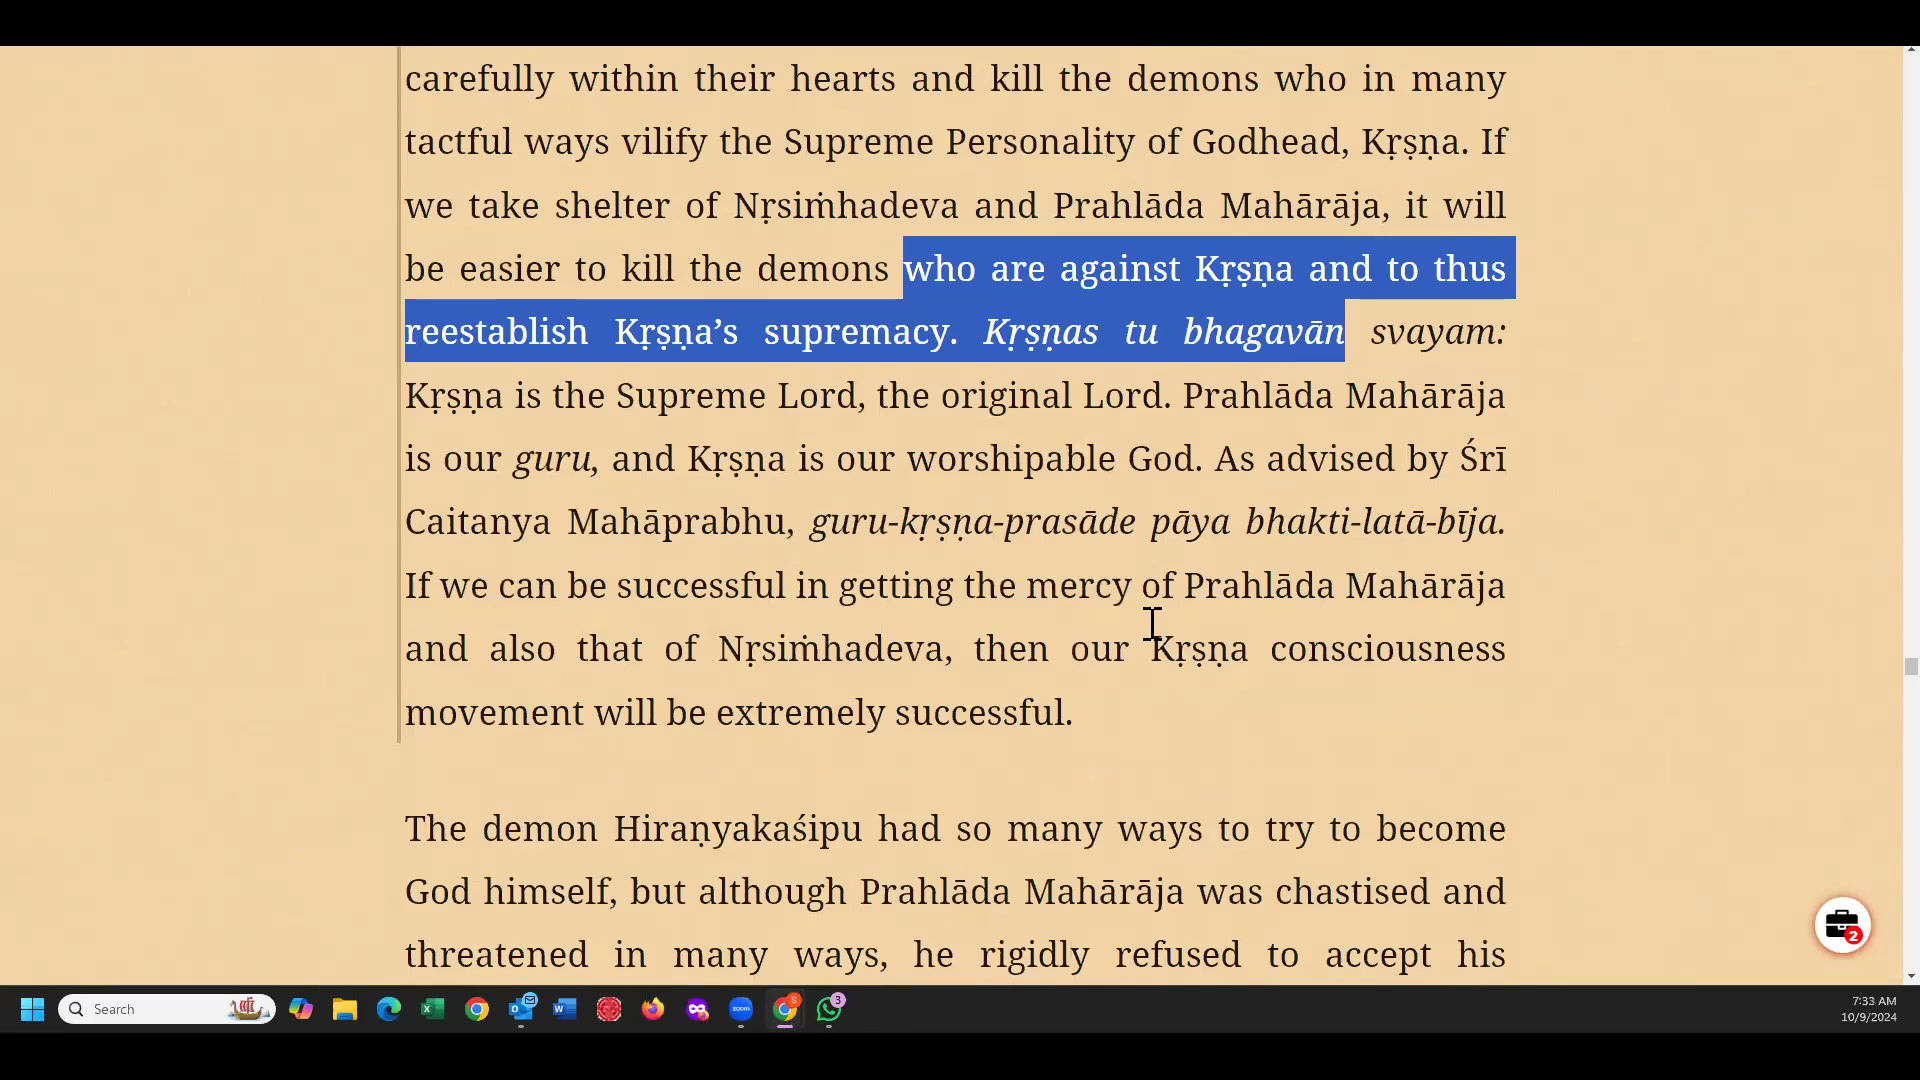 carefully within their hearts and kill the demons who in many
tactful ways vilify the Supreme Personality of Godhead, Kṛṣṇa. If
we take shelter of Nṛsiṁhadeva and Prahlāda Mahārāja, it will
be easier to kill the demons who are against Kṛṣṇa and to thus
reestablish Kṛṣṇa’s supremacy. Kṛṣṇas tu bhagavān svayam:
Kṛṣṇa is the Supreme Lord, the original Lord. Prahlāda Mahārāja
is our guru, and Kṛṣṇa is our worshipable God. As advised by Śrī
Caitanya Mahāprabhu, guru-kṛṣṇa-prasāde pāya bhakti-latā-bīja.
If we can be successful in getting the mercy of Prahlāda Mahārāja
and also that of Nṛsiṁhadeva, then our Kṛṣṇa consciousness
movement will be extremely successful.
The demon Hiraṇyakaśipu had so many ways to try to become
God himself, but although Prahlāda Mahārāja was chastised and
threatened in many ways, he rigidly refused to accept his
2
Search
zoom
S
3
7:33 AM
10/9/2024